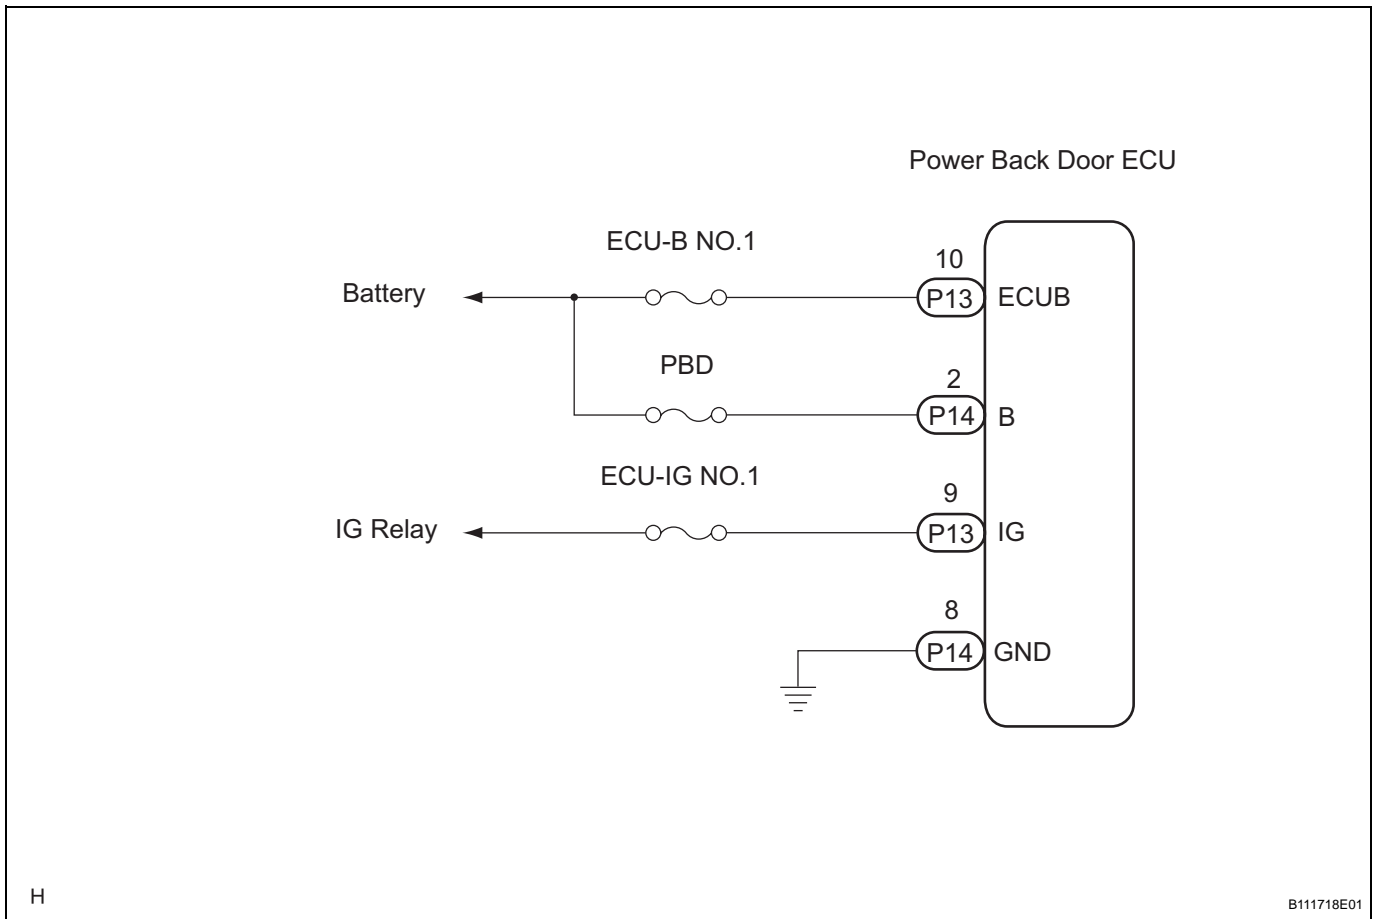 Power Back Door ECU
ECU-B NO.1
10
Battery
P13
ECUB
PBD
2
P14
B
ECU-IG NO.1
9
IG Relay
P13
IG
8
P14
GND
H
B111718E01